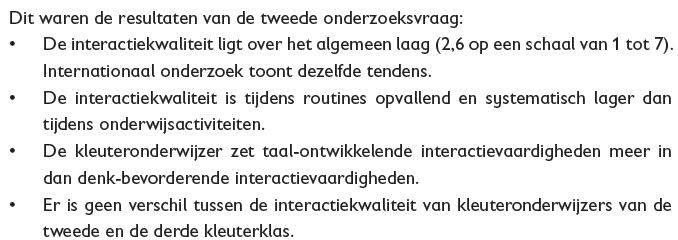 Dit waren de resultaten van de tweede onderzoeksvraag:
• De interactiekwaliteit ligt over het algemeen laag (2,6 op een schaal van 1 tot 7).
Internationaal onderzoek toont dezelfde tendens.
• De interactiekwaliteit is tijdens routines opvallend en systematisch lager dan
tijdens onderwijsactiviteiten.
• De kleuteronderwijzer zet taal-ontwikkelende interactievaardigheden meer in
dan denk-bevorderende interactievaardigheden.
• Er is geen verschil tussen de interactiekwaliteit van kleuteronderwijzers van de
tweede en de derde kleuterklas.